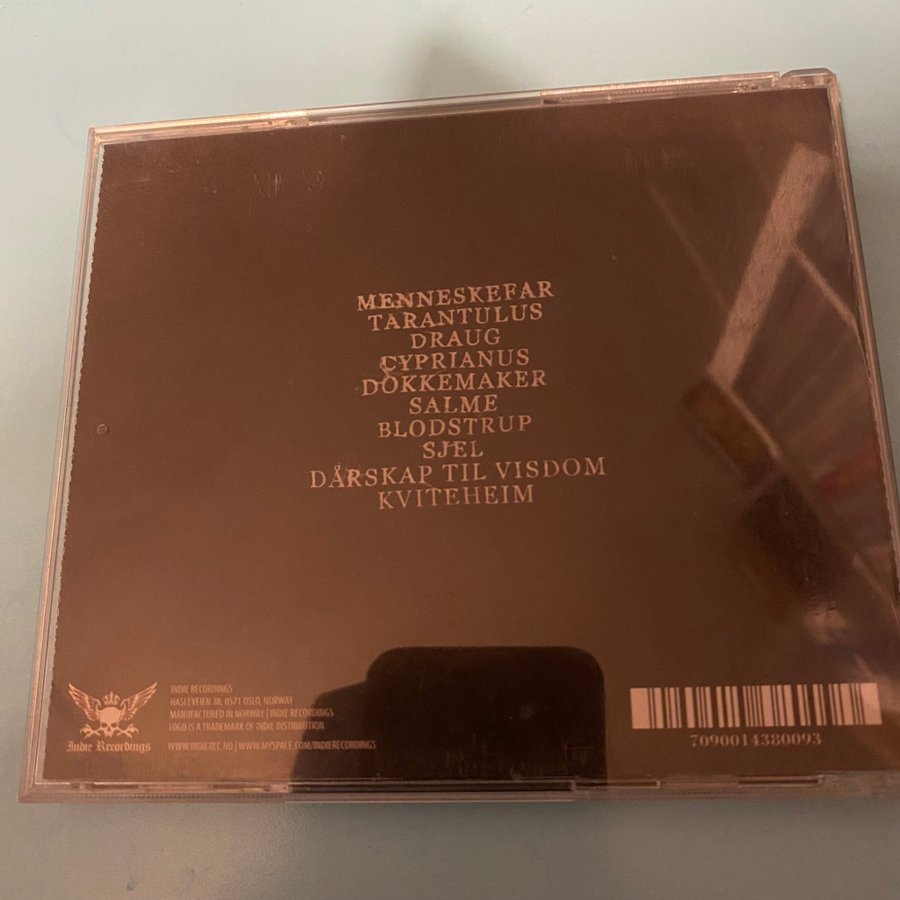 MENNESKEFAR
TARANTULUS
DRAUG
CYPRIANUS
DOKKEMAKER
SALME
BLODSTRUP
SJEL
DÅRSKAP TIL VISDOM
KVITEHEIM
INDIE RECORDINGS
HASLEVEIEN 38, 0571 OSLO, NORWAY
MANUFACTURED IN NORWAY | INDIE RECORDINGS
LOGO IS A TRADEMARK OF INDIE DISTRIBUTION
WWW.INDIEREC.NO | WWW.MYSPACE.COM/INDIERECORDINGS
Indie Recordings
7090014380093